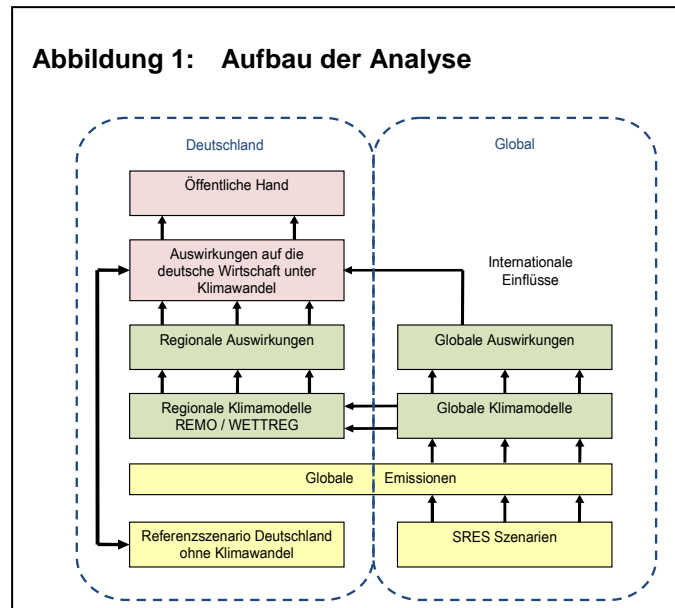 Abbildung 1: Aufbau der Analyse
Deutschland
Global
Öffentliche Hand
Auswirkungen auf die
deutsche Wirtschaft unter
Klimawandel
Internationale
Einflüsse
Regionale Auswirkungen
Globale Auswirkungen
Regionale Klimamodelle
REMO / WETTREG
Globale Klimamodelle
Globale Emissionen
Referenzszenario Deutschland
ohne Klimawandel
SRES Szenarien